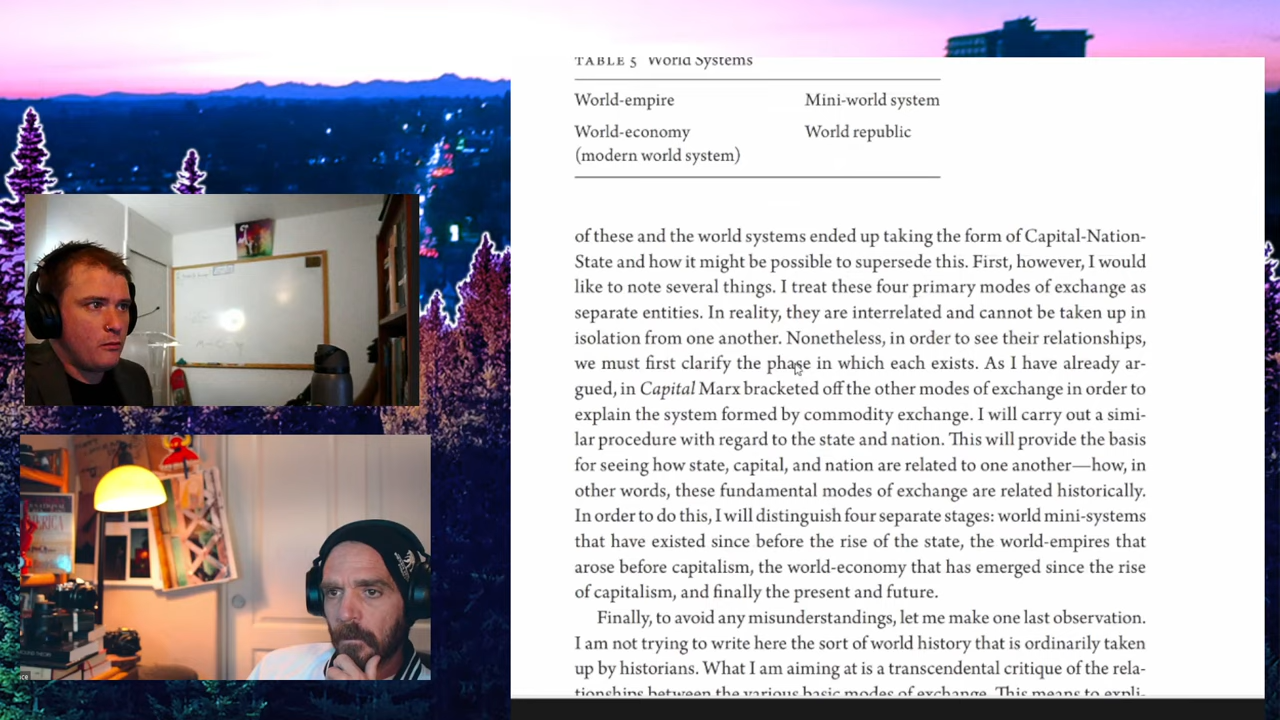 TABLE 5 World Systems
World-empire Mini-world system
World-economy World republic
(modern world system)
of these and the world systems ended up taking the form of Capital-Nation-
State and how it might be possible to supersede this. First, however, I would
like to note several things. I treat these four primary modes of exchange as
separate entities. In reality, they are interrelated and cannot be taken up in
isolation from one another. Nonetheless, in order to see their relationships,
we must first clarify the phase in which each exists. As I have already ar-
gued, in Capital Marx bracketed off the other modes of exchange in order to
explain the system formed by commodity exchange. I will carry out a simi-
lar procedure with regard to the state and nation. This will provide the basis
for seeing how state, capital, and nation are related to one another—how, in
other words, these fundamental modes of exchange are related historically.
In order to do this, I will distinguish four separate stages: world mini-systems
that have existed since before the rise of the state, the world-empires that
arose before capitalism, the world-economy that has emerged since the rise
of capitalism, and finally the present and future.
Finally, to avoid any misunderstandings, let me make one last observation.
I am not trying to write here the sort of world history that is ordinarily taken
up by historians. What I am aiming at is a transcendental critique of the rela-
tionships between the various basic modes of exchange. This means to expli-